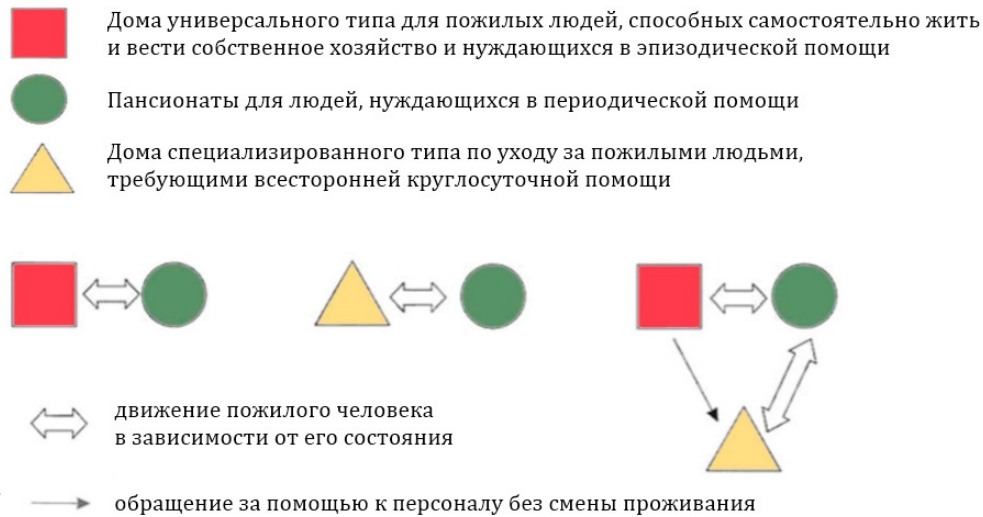 Дома универсального типа для пожилых людей, способных самостоятельно жить
и вести собственное хозяйство и нуждающихся в эпизодической помощи
Пансионаты для людей, нуждающихся в периодической помощи
Дома специализированного типа по уходу за пожилыми людьми,
требующими всесторонней круглосуточной помощи
движение пожилого человека
в зависимости от его состояния
обращение за помощью к персоналу без смены проживания